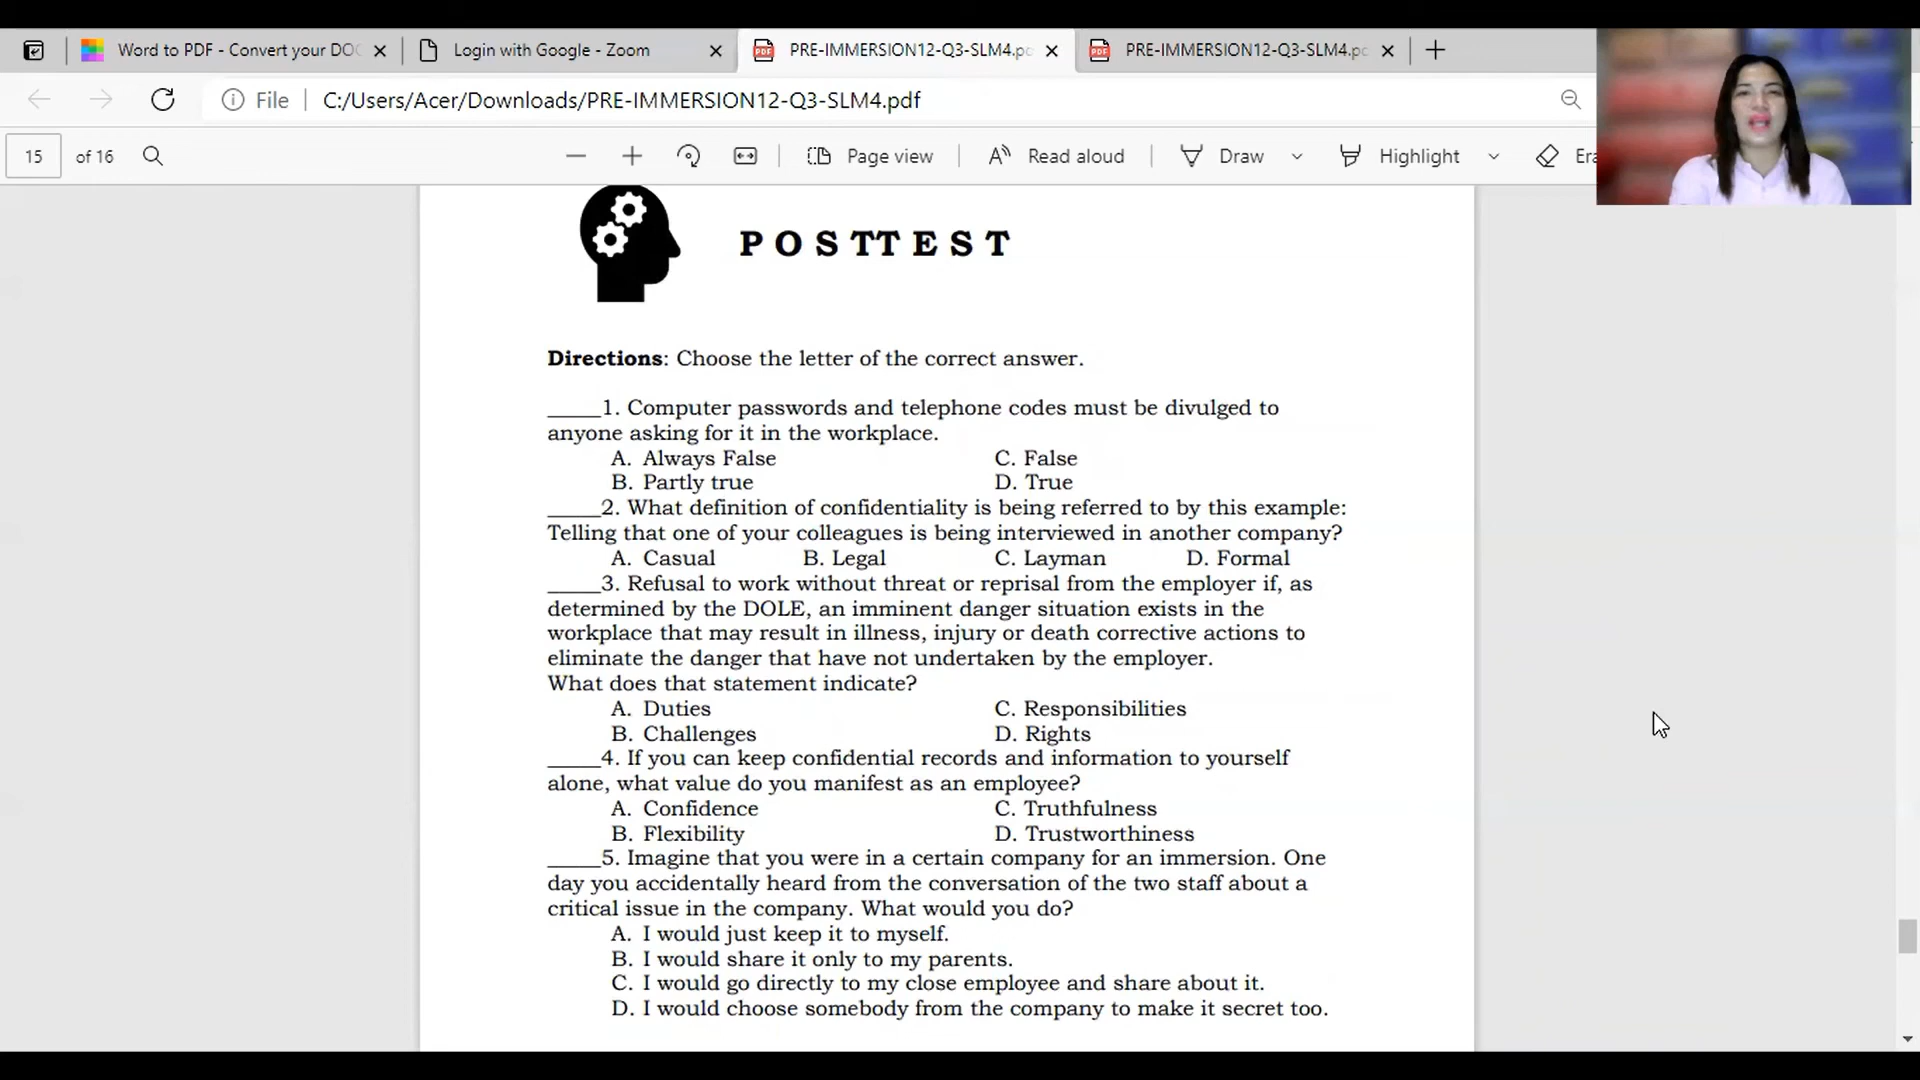 Word to PDF - Convert your DOC
Login with Google - Zoom
PRE-IMMERSION12-Q3-SLM4.pd
PRE-IMMERSION12-Q3-SLM4.pd
File
C:/Users/Acer/Downloads/PRE-IMMERSION12-Q3-SLM4.pdf
15 of 16
Page view
Read aloud
Draw
Highlight
Era
POSTTEST
Directions: Choose the letter of the correct answer.
_____1. Computer passwords and telephone codes must be divulged to
anyone asking for it in the workplace.
A. Always False C. False
B. Partly true D. True
_____2. What definition of confidentiality is being referred to by this example:
Telling that one of your colleagues is being interviewed in another company?
A. Casual B. Legal C. Layman D. Formal
_____3. Refusal to work without threat or reprisal from the employer if, as
determined by the DOLE, an imminent danger situation exists in the
workplace that may result in illness, injury or death corrective actions to
eliminate the danger that have not undertaken by the employer.
What does that statement indicate?
A. Duties C. Responsibilities
B. Challenges D. Rights
_____4. If you can keep confidential records and information to yourself
alone, what value do you manifest as an employee?
A. Confidence C. Truthfulness
B. Flexibility D. Trustworthiness
_____5. Imagine that you were in a certain company for an immersion. One
day you accidentally heard from the conversation of the two staff about a
critical issue in the company. What would you do?
A. I would just keep it to myself.
B. I would share it only to my parents.
C. I would go directly to my close employee and share about it.
D. I would choose somebody from the company to make it secret too.